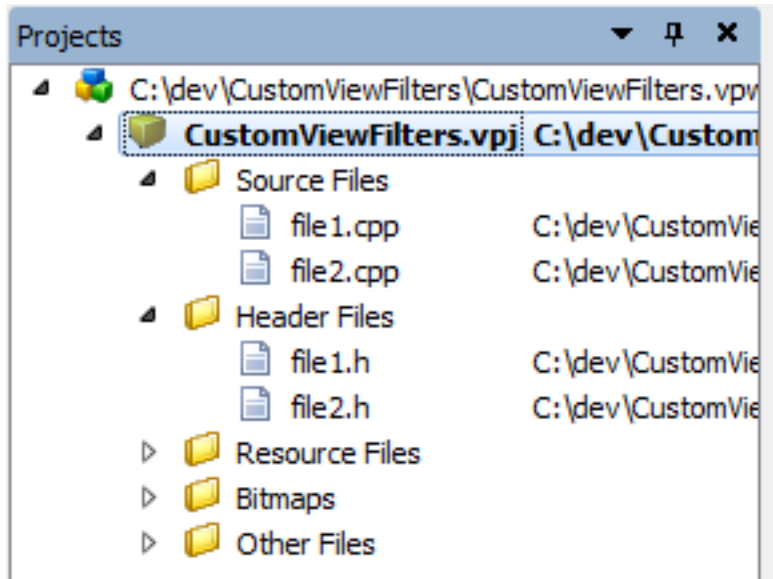 Projects
C:\dev\CustomViewFilters\CustomViewFilters.vpw
CustomViewFilters.vpj C:\dev\Custom
Source Files
file1.cpp C:\dev\CustomVie
file2.cpp C:\dev\CustomVie
Header Files
file1.h C:\dev\CustomVie
file2.h C:\dev\CustomVie
Resource Files
Bitmaps
Other Files